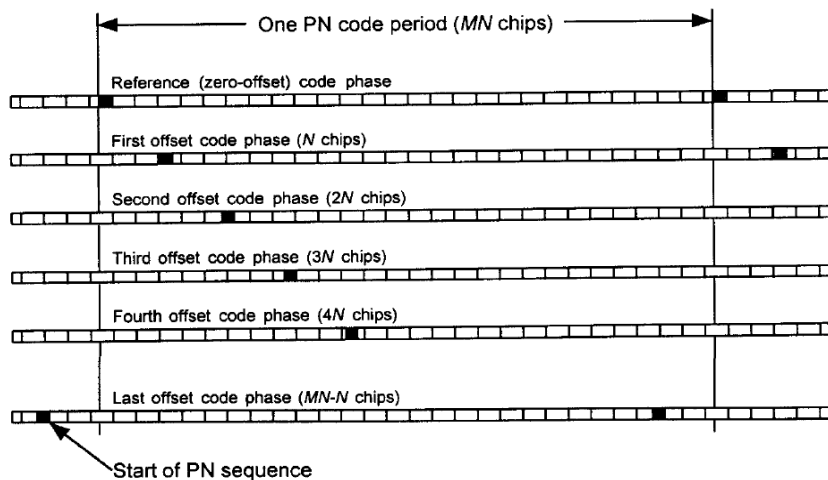 One PN code period (MN chips)
Reference (zero-offset) code phase
First offset code phase (N chips)
Second offset code phase (2N chips)
Third offset code phase (3N chips)
Fourth offset code phase (4N chips)
Last offset code phase (MN-N chips)
Start of PN sequence